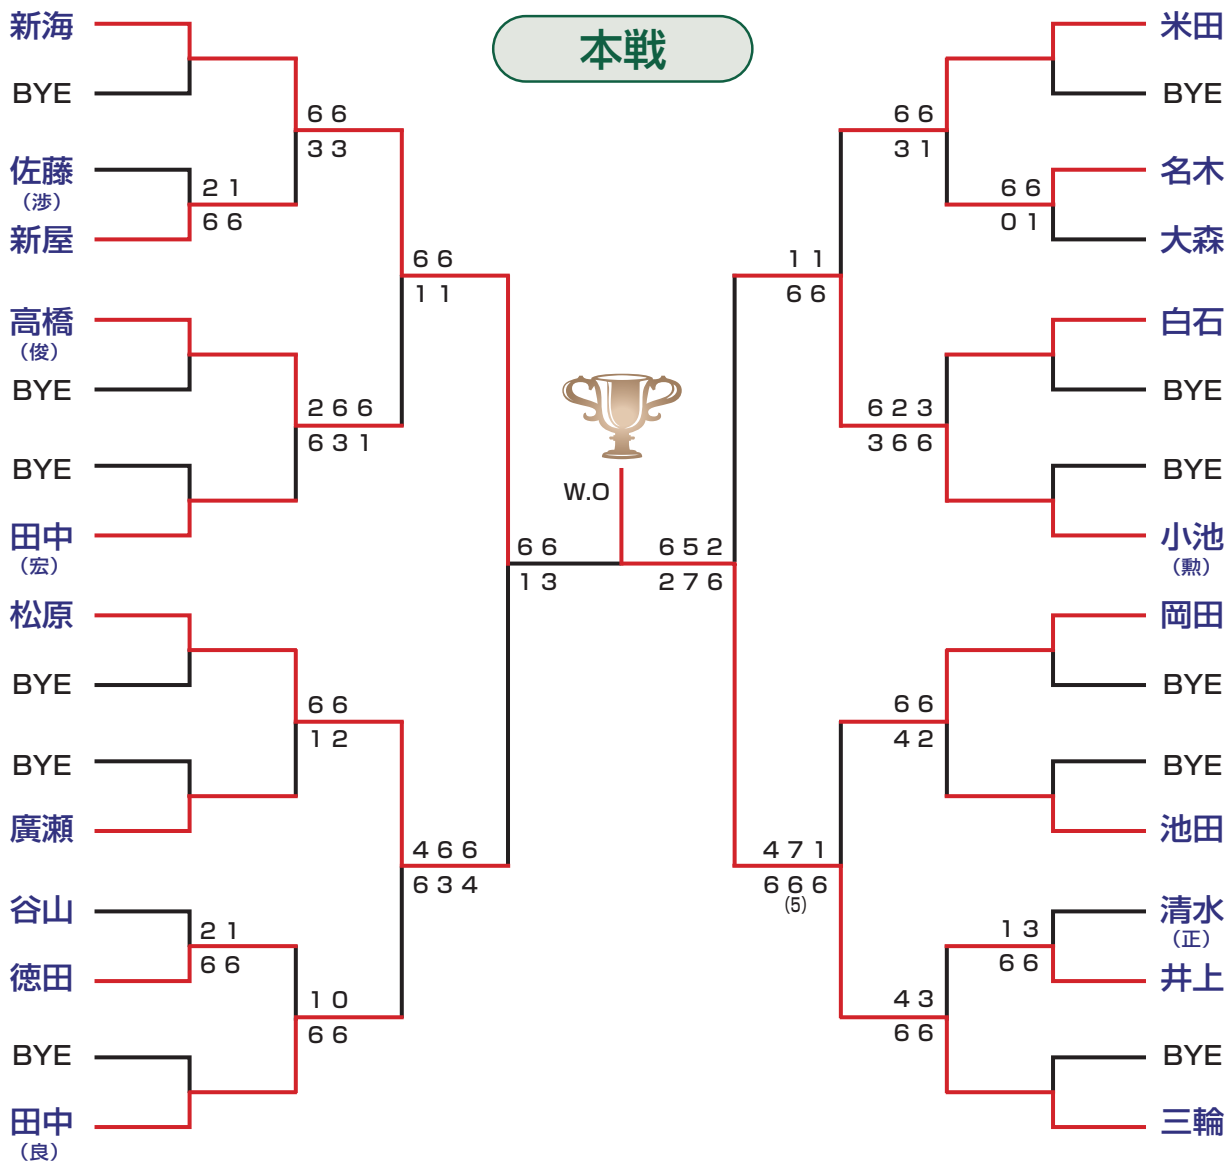 本戦
新海
BYE
6 6
3 3
佐藤
（渉）
2 1
6 6
新屋
6 6
1 1
高橋
（俊）
BYE
2 6 6
6 3 1
BYE
田中
（宏）
6 6
1 3
松原
BYE
6 6
1 2
BYE
廣瀬
4 6 6
6 3 4
谷山
2 1
6 6
徳田
1 0
6 6
BYE
田中
（良）
W.O
米田
BYE
6 6
3 1
名木
6 6
0 1
大森
1 1
6 6
白石
BYE
6 2 3
3 6 6
BYE
小池
（勲）
6 5 2
2 7 6
岡田
BYE
6 6
4 2
BYE
池田
4 7 1
6 6 6
(5)
清水
（正）
1 3
6 6
井上
4 3
6 6
BYE
三輪